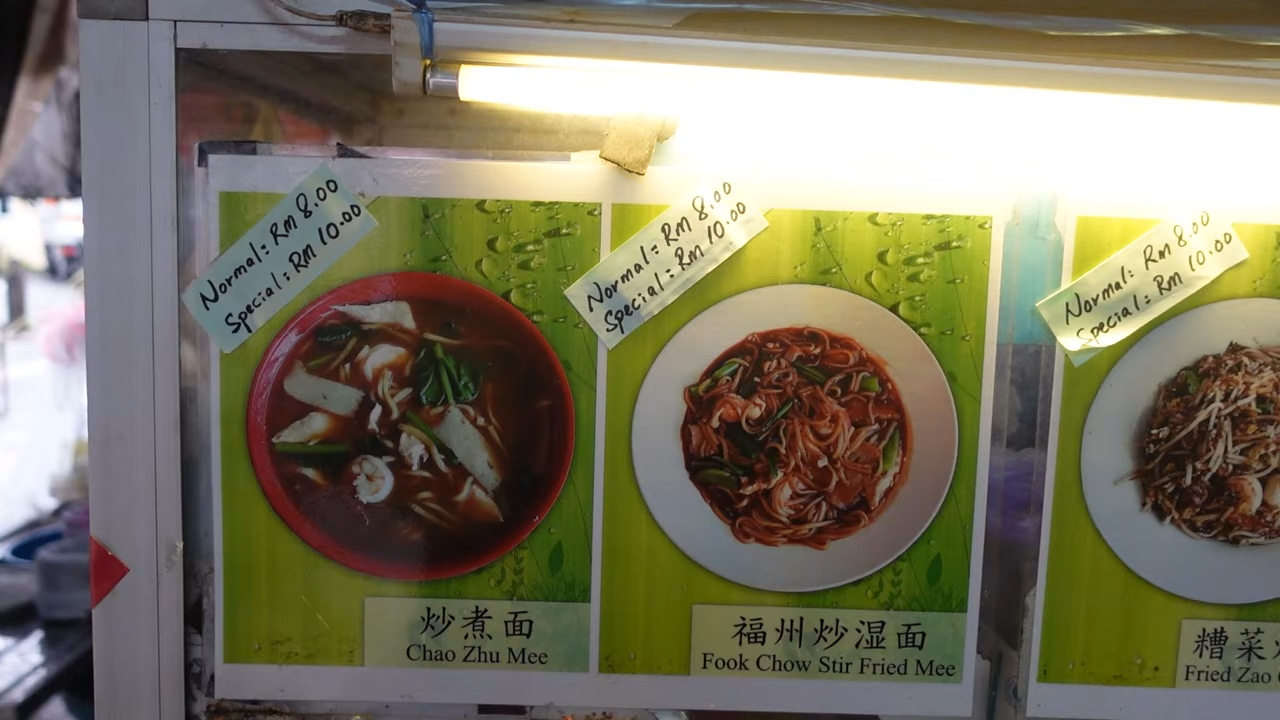 Normal: RM 8.00
Special: RM 10.00
炒煮面
Chao Zhu Mee
Normal: RM 8.00
Special: RM 10.00
福州炒湿面
Fook Chow Stir Fried Mee
Normal: RM 8.00
Special: RM 10.00
糟菜
Fried Zao